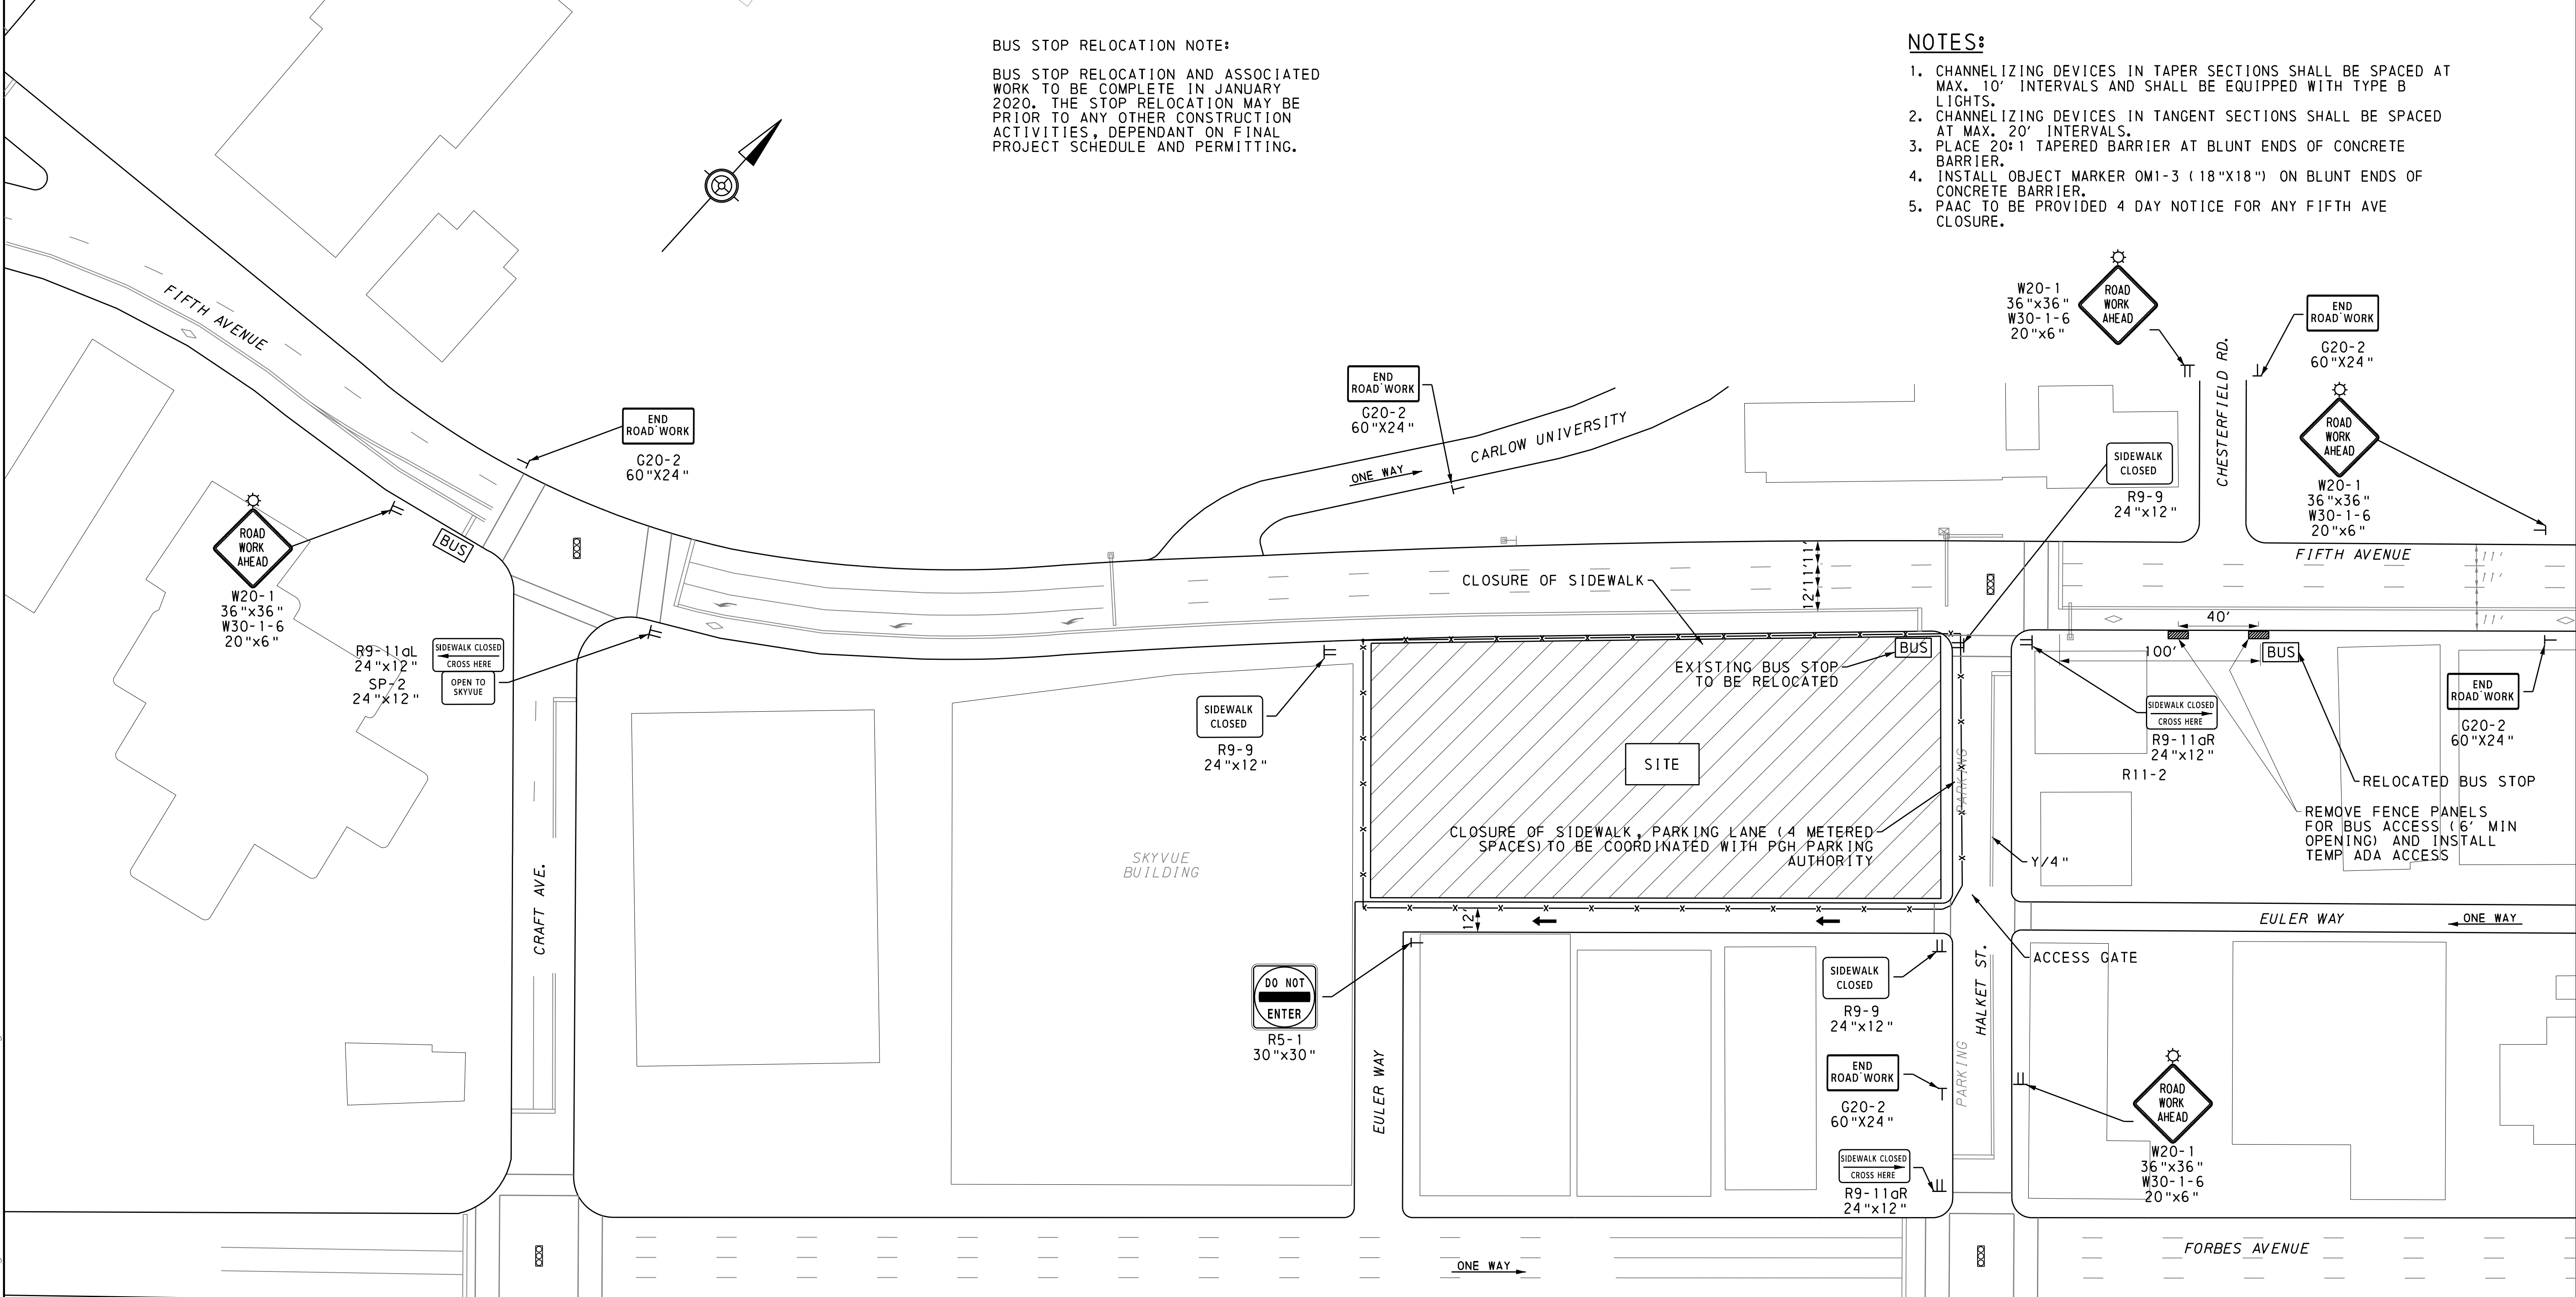 BUS STOP RELOCATION NOTE:
BUS STOP RELOCATION AND ASSOCIATED
WORK TO BE COMPLETE IN JANUARY
2020. THE STOP RELOCATION MAY BE
PRIOR TO ANY OTHER CONSTRUCTION
ACTIVITIES, DEPENDANT ON FINAL
PROJECT SCHEDULE AND PERMITTING.
NOTES:
1. CHANNELIZING DEVICES IN TAPER SECTIONS SHALL BE SPACED AT
MAX. 10' INTERVALS AND SHALL BE EQUIPPED WITH TYPE B
LIGHTS.
2. CHANNELIZING DEVICES IN TANGENT SECTIONS SHALL BE SPACED
AT MAX. 20' INTERVALS.
3. PLACE 20:1 TAPERED BARRIER AT BLUNT ENDS OF CONCRETE
BARRIER.
4. INSTALL OBJECT MARKER OM1-3 (18"X18") ON BLUNT ENDS OF
CONCRETE BARRIER.
5. PAAC TO BE PROVIDED 4 DAY NOTICE FOR ANY FIFTH AVE
CLOSURE.
FIFTH AVENUE
ROAD
WORK
AHEAD
W20-1
36"x36"
W30-1-6
20"x6"
BUS
END
ROAD WORK
G20-2
60"X24"
R9-11aL
24"x12"
SP-2
24"x12"
SIDEWALK CLOSED
CROSS HERE
OPEN TO
SKYVUE
CRAFT AVE.
END
ROAD WORK
G20-2
60"X24"
CARLOW UNIVERSITY
ONE WAY
W20-1
36"x36"
W30-1-6
20"x6"
ROAD
WORK
AHEAD
END
ROAD WORK
G20-2
60"X24"
CHESTERFIELD RD.
SIDEWALK
CLOSED
R9-9
24"x12"
ROAD
WORK
AHEAD
W20-1
36"x36"
W30-1-6
20"x6"
FIFTH AVENUE
11'
11'
11'
CLOSURE OF SIDEWALK
11'
11'
12'
40'
100'
BUS
EXISTING BUS STOP
TO BE RELOCATED
BUS
SIDEWALK
CLOSED
R9-9
24"x12"
SITE
CLOSURE OF SIDEWALK, PARKING LANE (4 METERED
SPACES)TO BE COORDINATED WITH PGH PARKING
AUTHORITY
PARKING
SIDEWALK CLOSED
CROSS HERE
R9-11aR
24"x12"
R11-2
END
ROAD WORK
G20-2
60"X24"
RELOCATED BUS STOP
REMOVE FENCE PANELS
FOR BUS ACCESS (6' MIN
OPENING) AND INSTALL
TEMP ADA ACCESS
Y/4"
SKYVUE
BUILDING
12'
EULER WAY
ONE WAY
ACCESS GATE
DO NOT
ENTER
R5-1
30"x30"
EULER WAY
SIDEWALK
CLOSED
R9-9
24"x12"
HALKET ST.
PARKING
END
ROAD WORK
G20-2
60"X24"
SIDEWALK CLOSED
CROSS HERE
R9-11aR
24"x12"
ROAD
WORK
AHEAD
W20-1
36"x36"
W30-1-6
20"x6"
ONE WAY
FORBES AVENUE